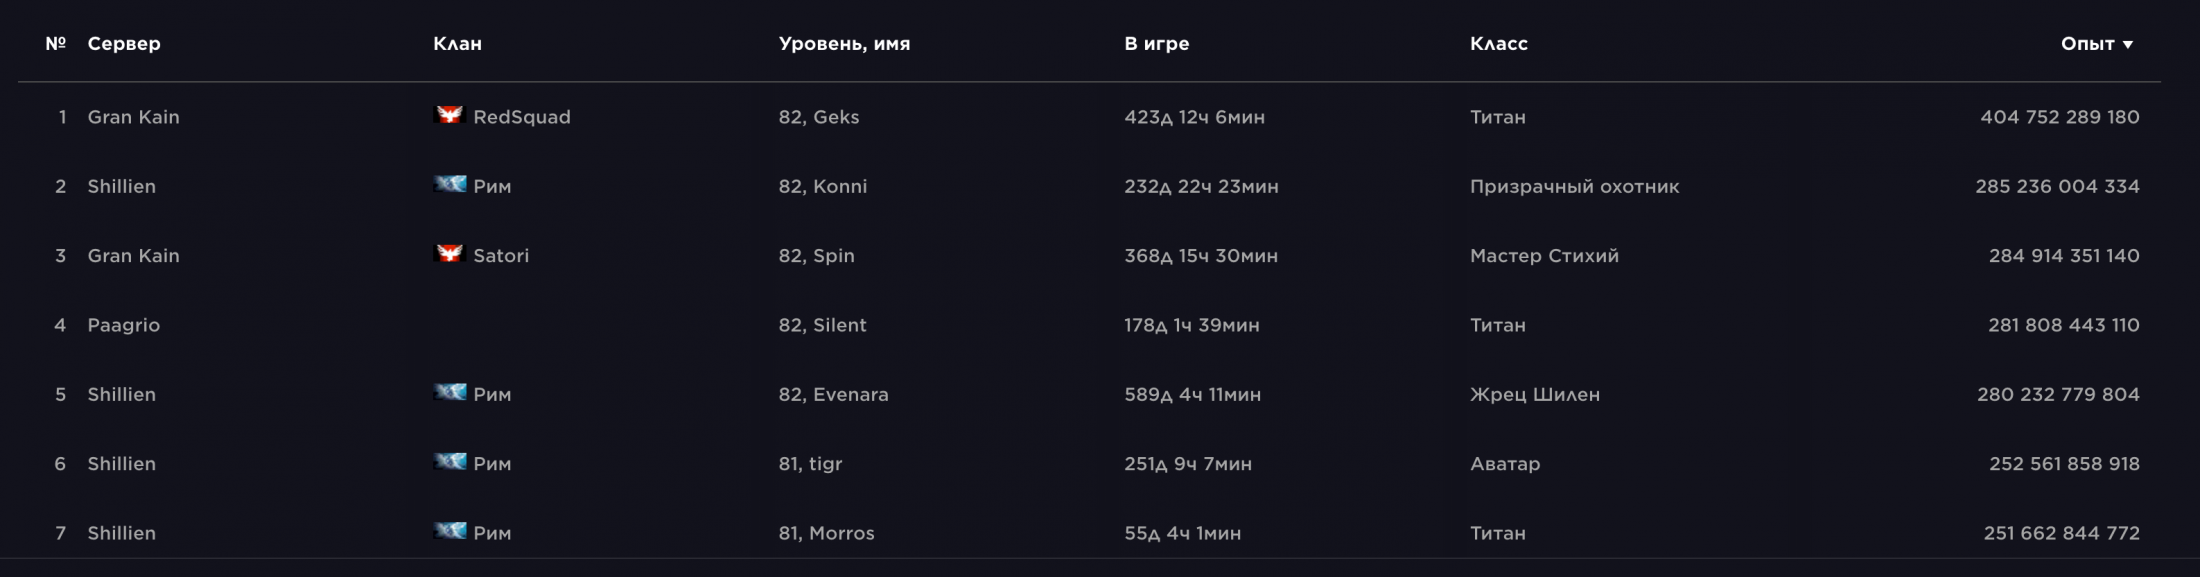 № Сервер Клан Уровень, имя В игре Класс Опыт
1 Gran Kain RedSquad 82, Geks 423д 12ч 6мин Титан 404 752 289 180
2 Shillien Рим 82, Konni 232д 22ч 23мин Призрачный охотник 285 236 004 334
3 Gran Kain Satori 82, Spin 368д 15ч 30мин Мастер Стихий 284 914 351 140
4 Paagrio 82, Silent 178д 1ч 39мин Титан 281 808 443 110
5 Shillien Рим 82, Evenara 589д 4ч 11мин Жрец Шилен 280 232 779 804
6 Shillien Рим 81, tigr 251д 9ч 7мин Аватар 252 561 858 918
7 Shillien Рим 81, Morros 55д 4ч 1мин Титан 251 662 844 772